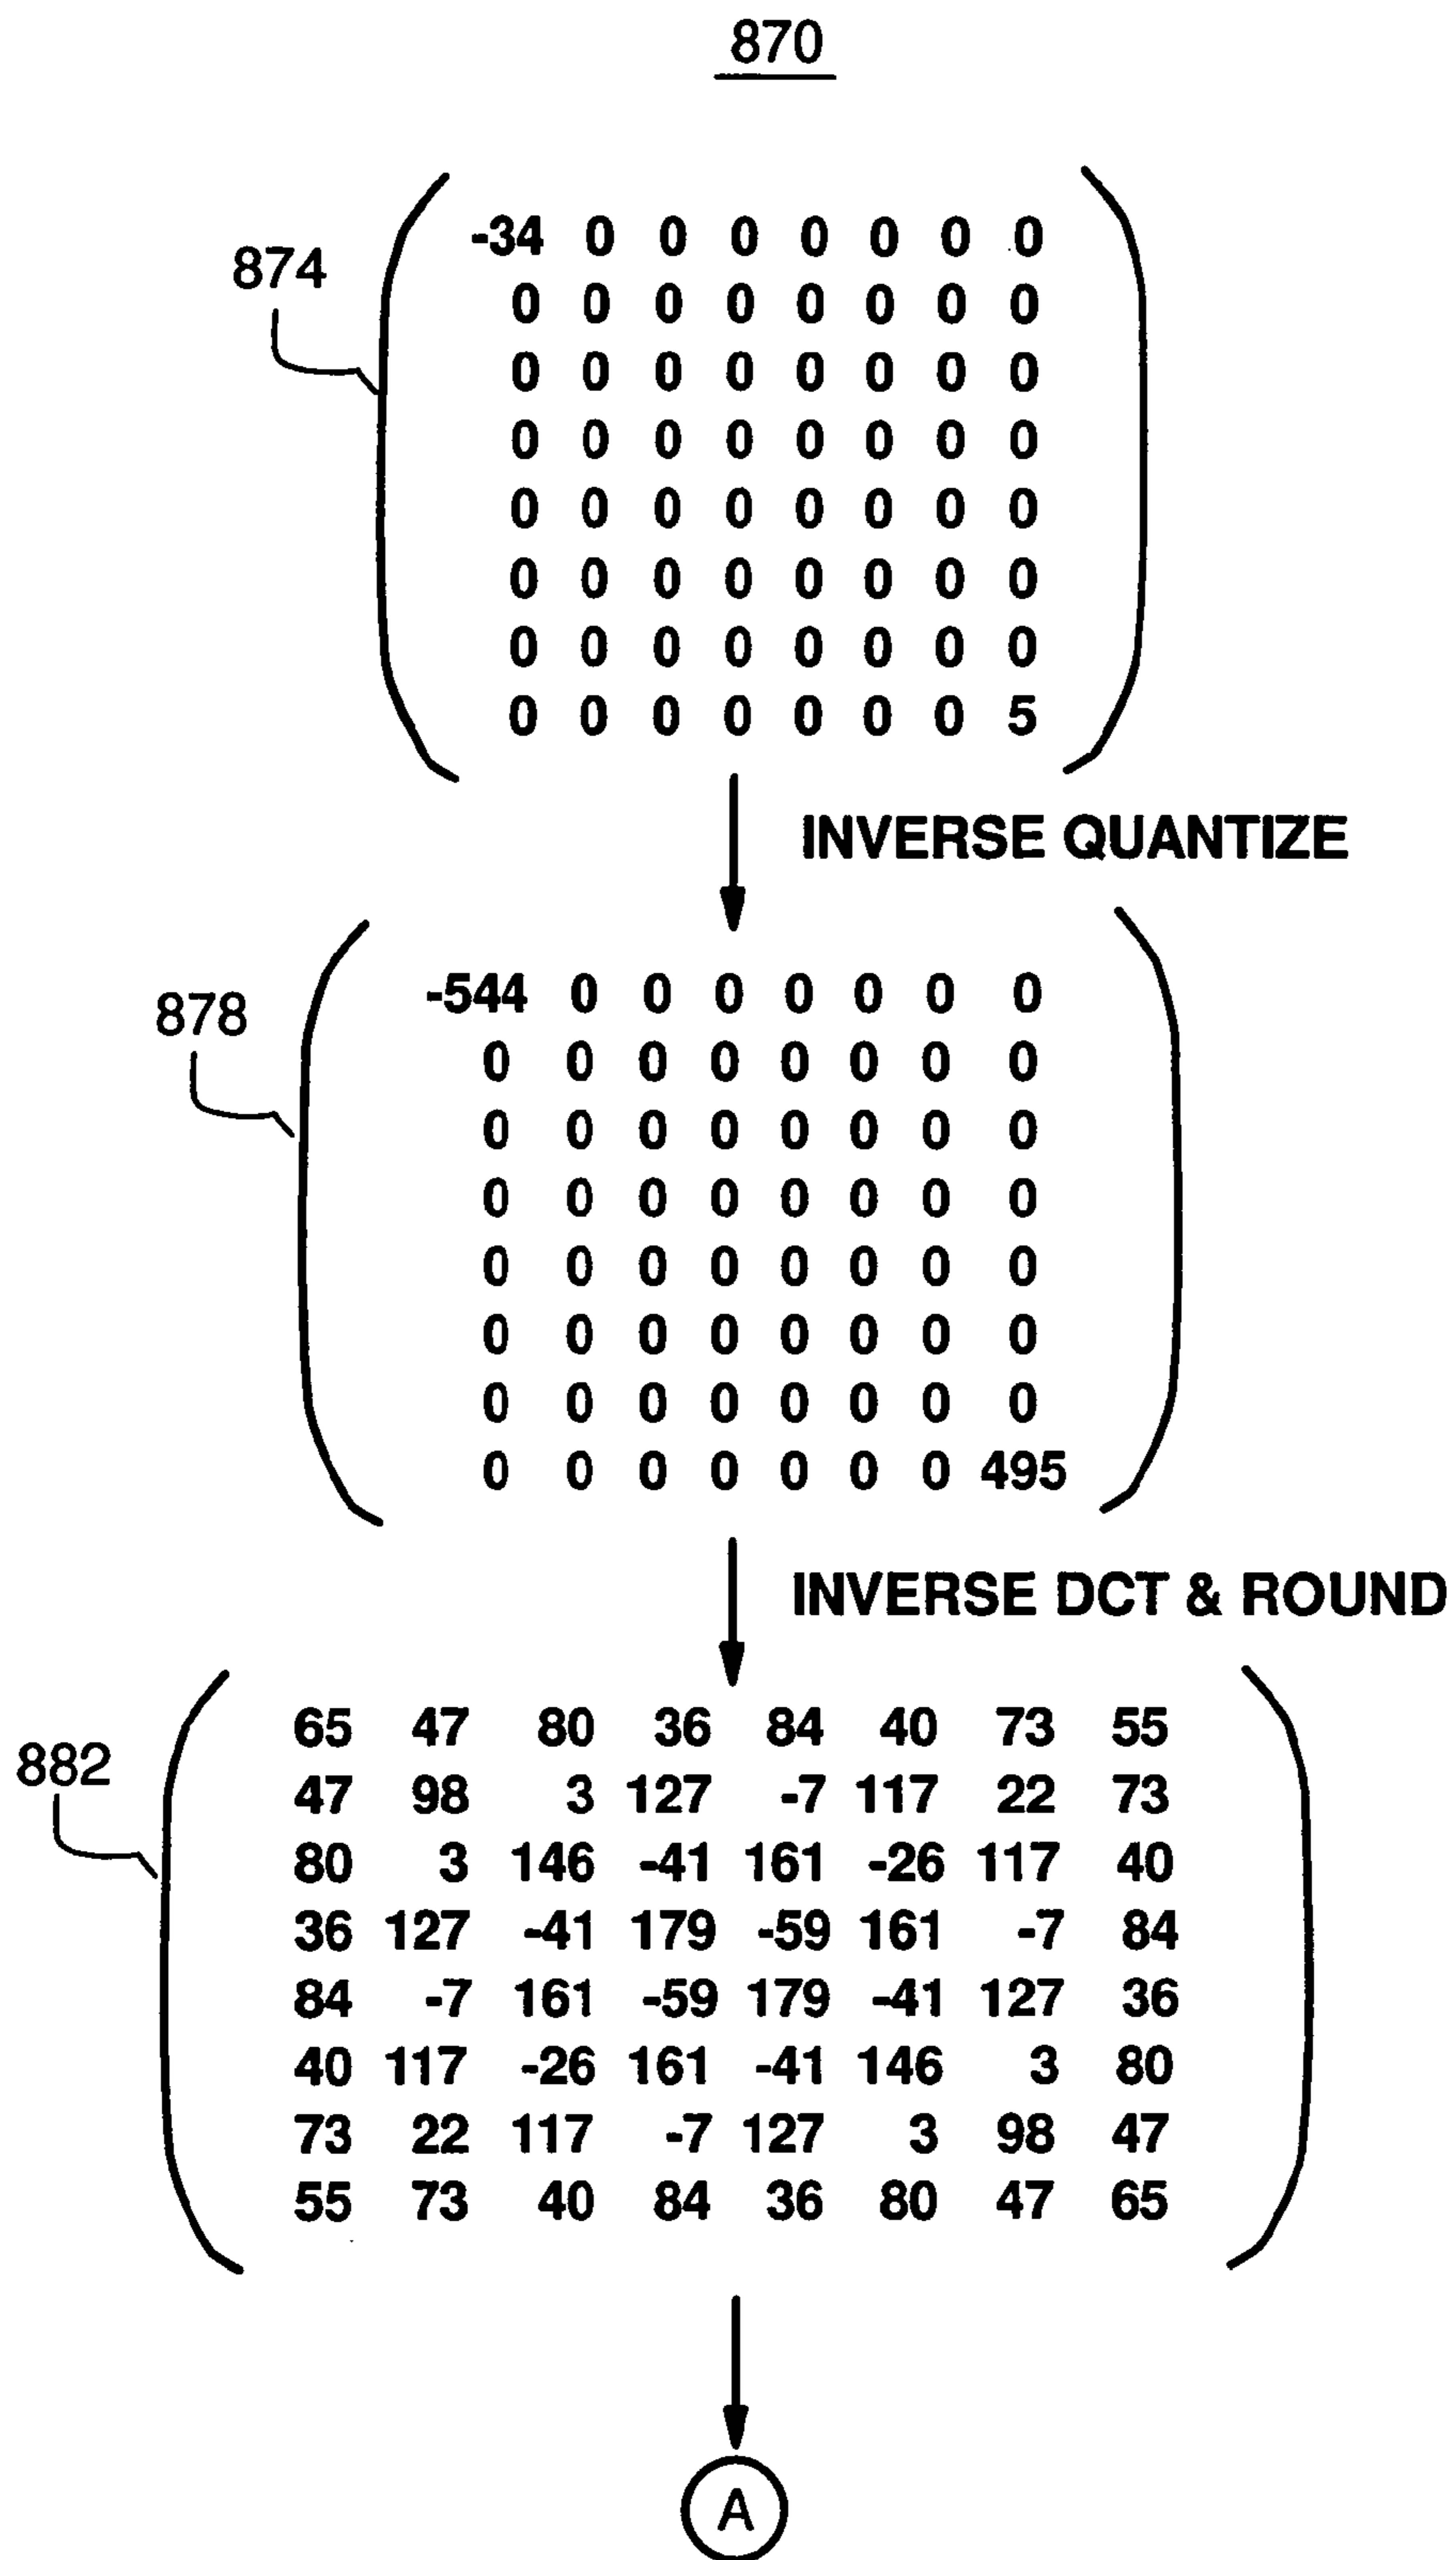 870
874
-34 0 0 0 0 0 0 0
0 0 0 0 0 0 0 0
0 0 0 0 0 0 0 0
0 0 0 0 0 0 0 0
0 0 0 0 0 0 0 0
0 0 0 0 0 0 0 0
0 0 0 0 0 0 0 0
0 0 0 0 0 0 0 5
INVERSE QUANTIZE
878
-544 0 0 0 0 0 0 0
0 0 0 0 0 0 0 0
0 0 0 0 0 0 0 0
0 0 0 0 0 0 0 0
0 0 0 0 0 0 0 0
0 0 0 0 0 0 0 0
0 0 0 0 0 0 0 0
0 0 0 0 0 0 0 495
INVERSE DCT & ROUND
882
65 47 80 36 84 40 73 55
47 98 3 127 -7 117 22 73
80 3 146 -41 161 -26 117 40
36 127 -41 179 -59 161 -7 84
84 -7 161 -59 179 -41 127 36
40 117 -26 161 -41 146 3 80
73 22 117 -7 127 3 98 47
55 73 40 84 36 80 47 65
A